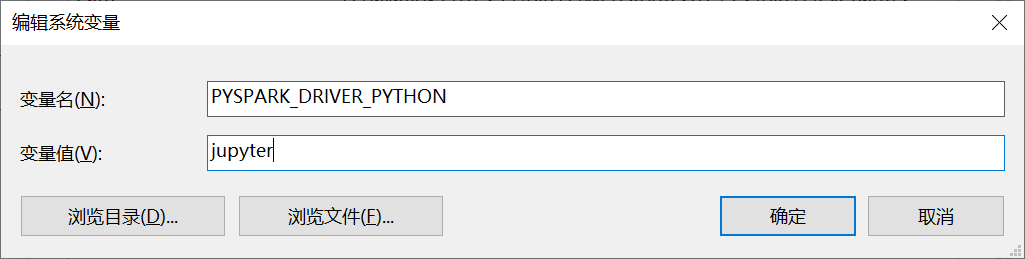 编辑系统变量
变量名(N):
PYSPARK_DRIVER_PYTHON
变量值(V):
jupyter
浏览目录(D)...
浏览文件(F)...
确定
取消